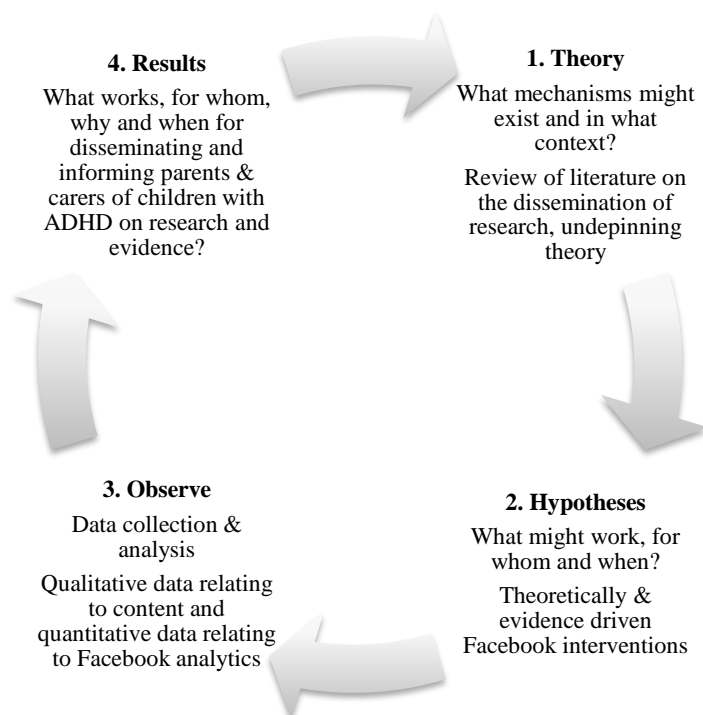 1. Theory
What mechanisms might
exist and in what
context?
Review of literature on
the dissemination of
research, undepinning
theory
2. Hypotheses
What might work, for
whom and when?
Theoretically &
evidence driven
Facebook interventions
3. Observe
Data collection &
analysis
Qualitative data relating
to content and
quantitative data relating
to Facebook analytics
4. Results
What works, for whom,
why and when for
disseminating and
informing parents &
carers of children with
ADHD on research and
evidence?